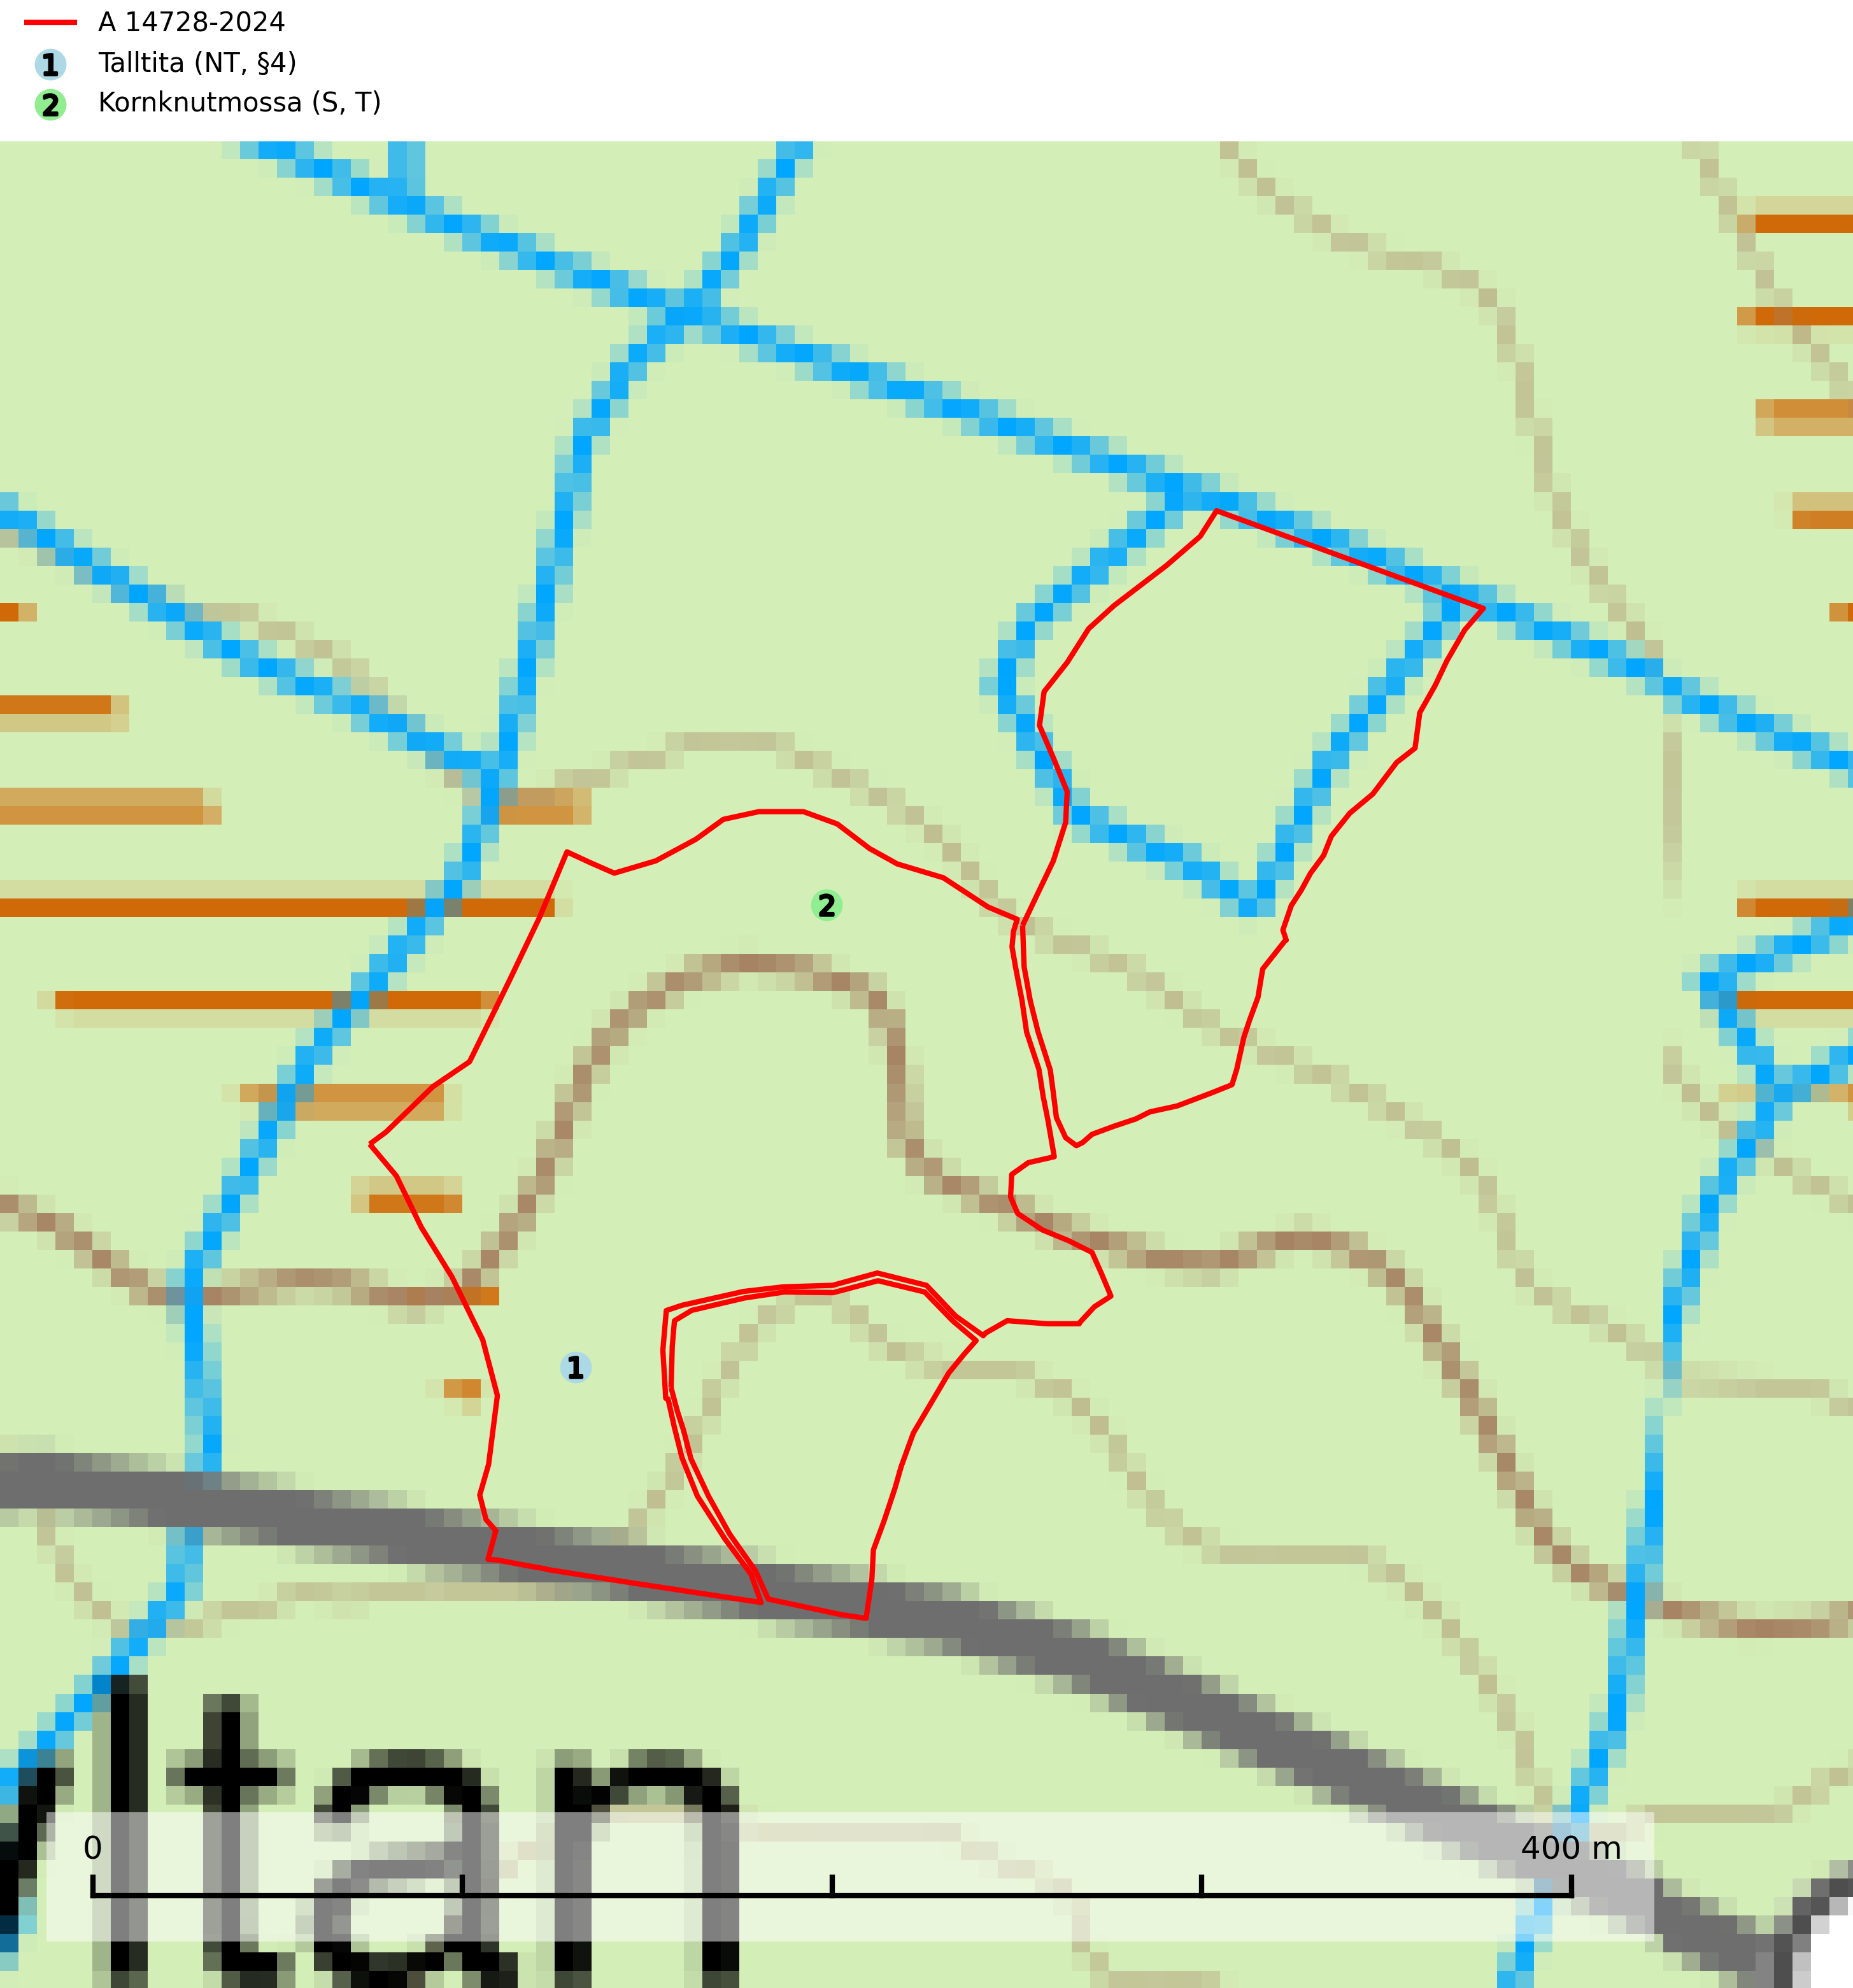 A 14728-2024
1 Talltita (NT, §4)
2 Kornknutmossa (S, T)
2
1
ltan
0 400 m